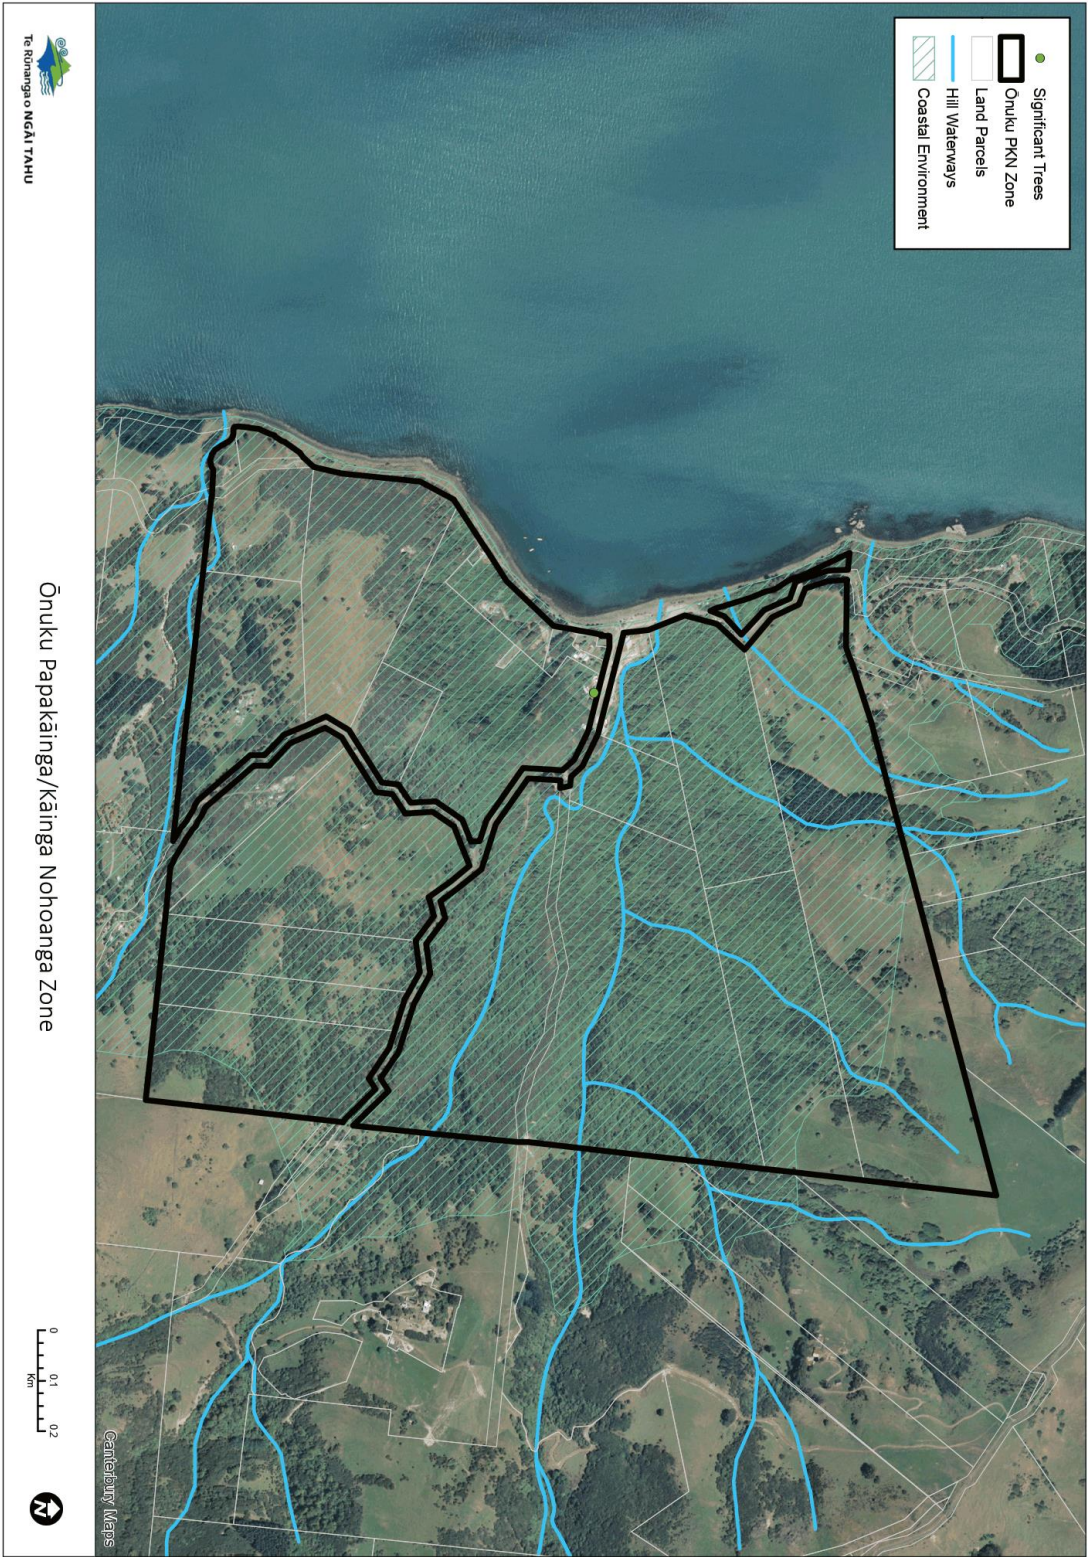 Significant Trees
Ōnuku PKN Zone
Land Parcels
Hill Waterways
Coastal Environment
Canterbury Maps
Te Rūnanga o NGĀI TAHU
Ōnuku Papakāinga/Kāinga Nohoanga Zone
0 0.1 0.2
Km
N